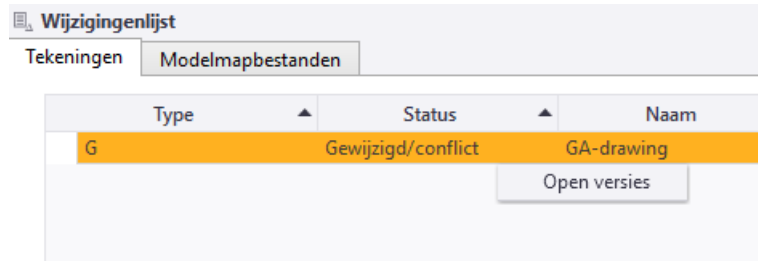 Wijzigingenlijst
Tekeningen Modelmapbestanden
Type Status Naam
G Gewijzigd/conflict GA-drawing
Open versies